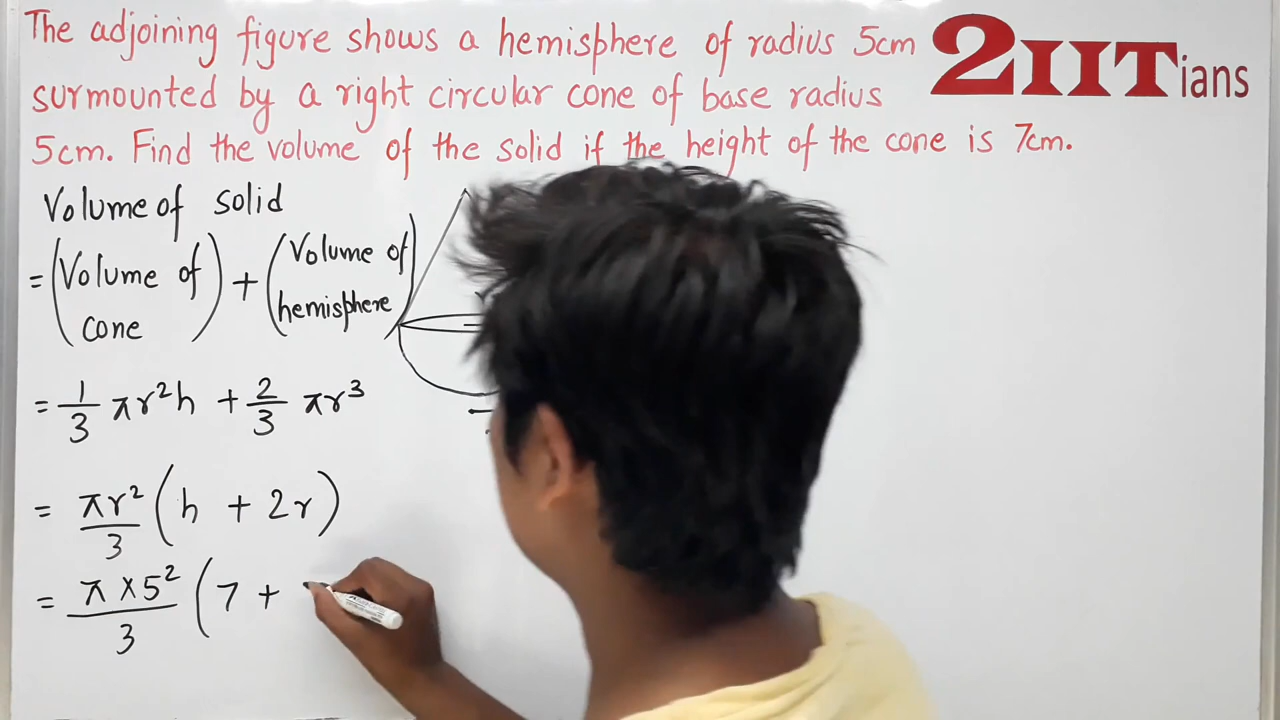 The adjoining figure shows a hemisphere of radius 5cm
surmounted by a right circular cone of base radius
5cm. Find the volume of the solid if the height of the cone is 7cm.
2IITians
Volume of solid
= (Volume of cone) + (Volume of hemisphere)
= 1/3 πr²h + 2/3 πr³
= πr²/3 (h + 2r)
= π×5²/3 (7 +